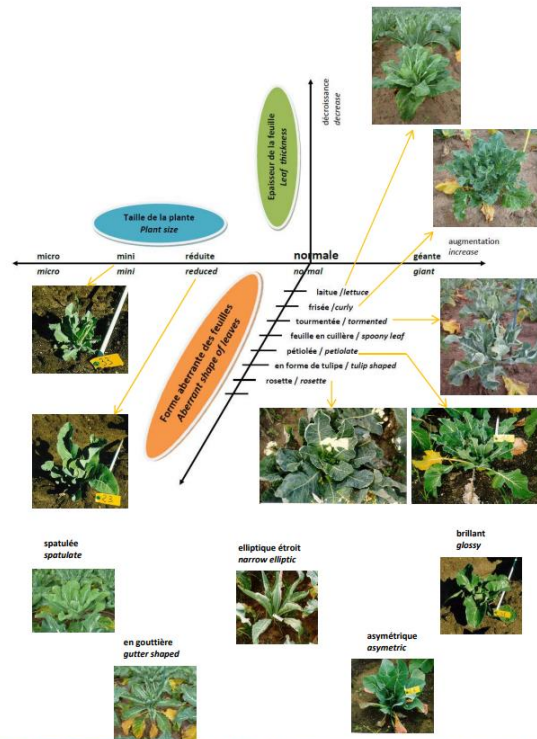 décroissance
decrease
Epaisseur de la feuille
Leaf thickness
Taille de la plante
Plant size
micro mini réduite normale géante
micro mini reduced normal giant
augmentation
increase
Forme aberrante des feuilles
Aberrant shape of leaves
laitue / lettuce
frisée / curly
tourmentée / tormented
feuille en cuillère / spoony leaf
pétiolée / petiolate
en forme de tulipe / tulip shaped
rosette / rosette
spatulée
spatulate
elliptique étroit
narrow elliptic
brillant
glossy
en gouttière
gutter shaped
asymétrique
asymetric